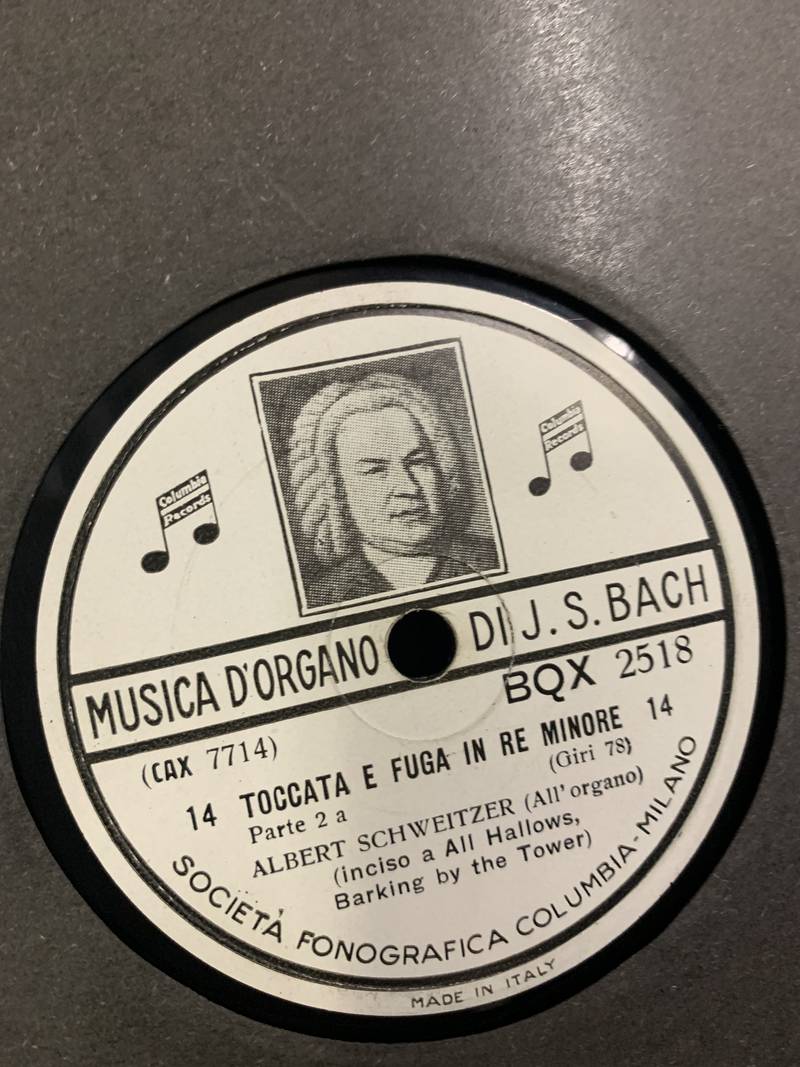 Columbia
Records
Columbia
Records
MUSICA D'ORGANO DI J. S. BACH
BQX 2518
(CAX 7714)
14 TOCCATA E FUGA IN RE MINORE 14
Parte 2 a (Giri 78)
ALBERT SCHWEITZER (All' organo)
(inciso a All Hallows,
Barking by the Tower)
SOCIETÀ FONOGRAFICA COLUMBIA - MILANO
MADE IN ITALY